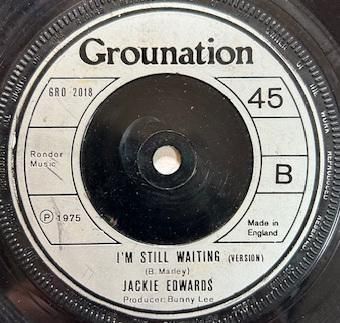 Grounation
GRO 2018
45
Rondor
Music
B
Ⓟ 1975
Made in
England
I'M STILL WAITING (VERSION)
(B. Marley)
JACKIE EDWARDS
Producer: Bunny Lee